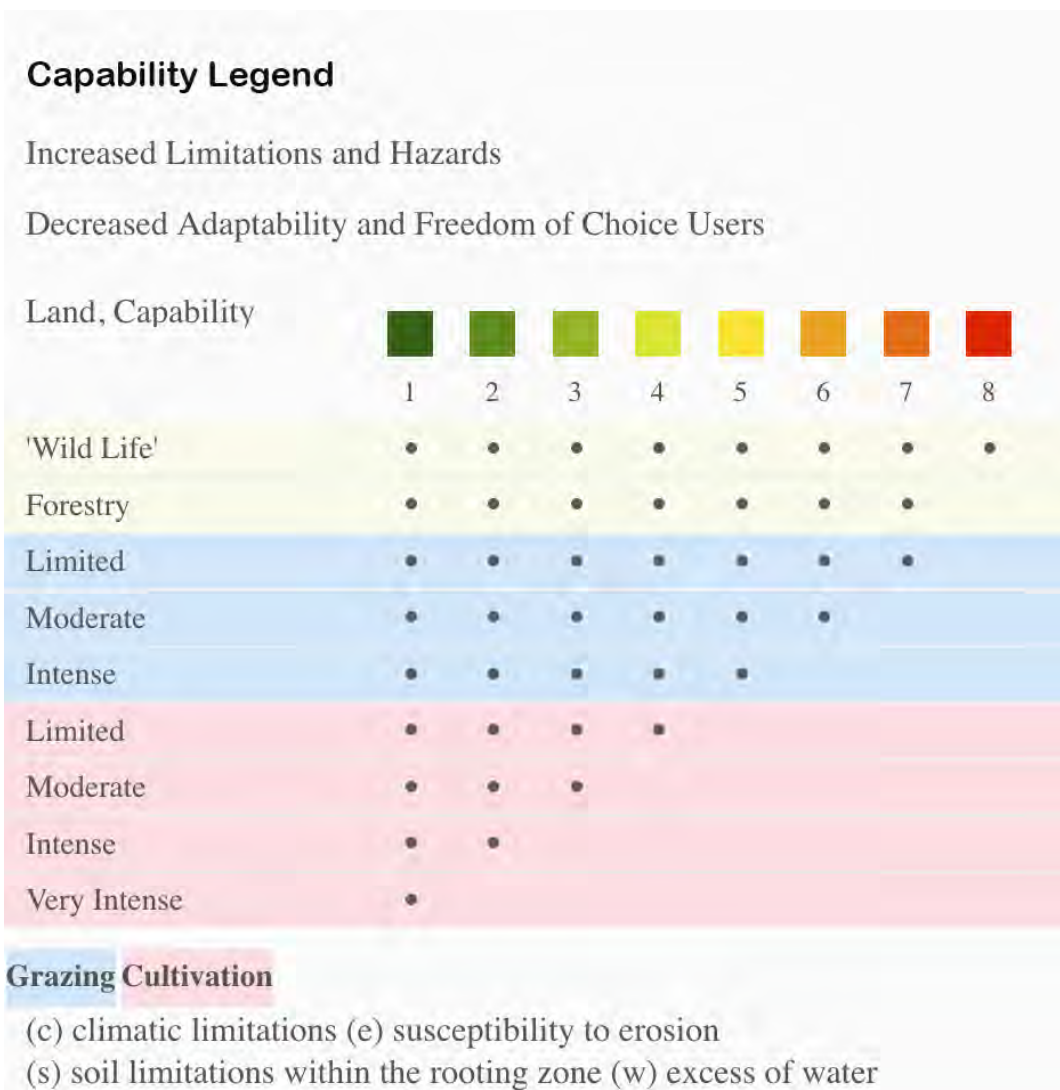 Capability Legend
Increased Limitations and Hazards
Decreased Adaptability and Freedom of Choice Users
Land, Capability
1 2 3 4 5 6 7 8
'Wild Life' • • • • • • • •
Forestry • • • • • • •
Limited • • • • • • •
Moderate • • • • • •
Intense • • • • •
Limited • • • •
Moderate • • •
Intense • •
Very Intense •
Grazing Cultivation
(c) climatic limitations (e) susceptibility to erosion
(s) soil limitations within the rooting zone (w) excess of water